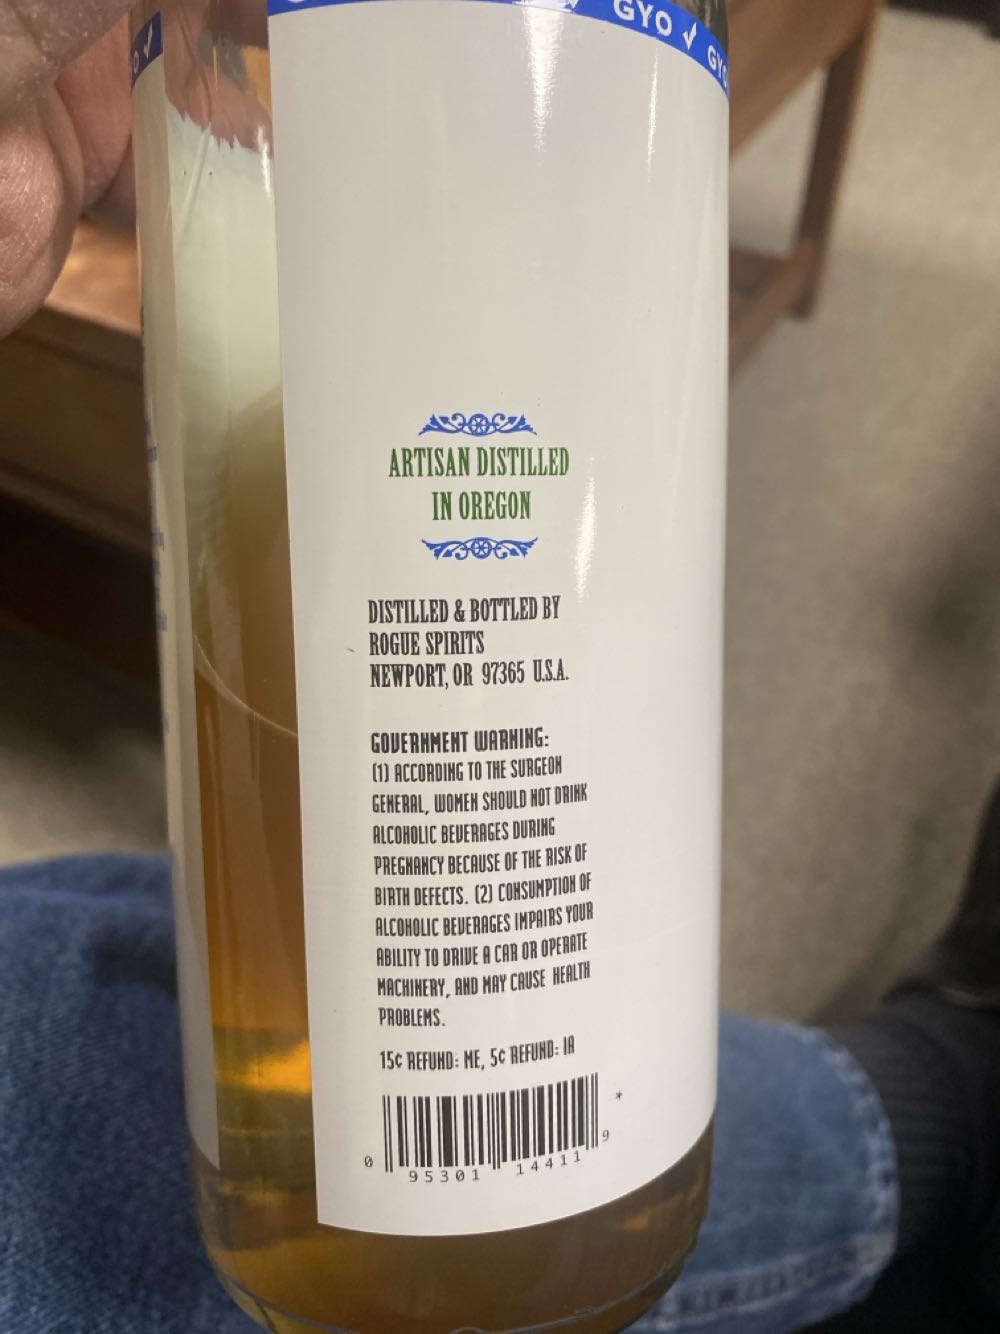 GYO ✓ GYO
ARTISAN DISTILLED
IN OREGON
DISTILLED & BOTTLED BY
ROGUE SPIRITS
NEWPORT, OR 97365 U.S.A.
GOVERNMENT WARNING:
(1) ACCORDING TO THE SURGEON
GENERAL, WOMEN SHOULD NOT DRINK
ALCOHOLIC BEVERAGES DURING
PREGNANCY BECAUSE OF THE RISK OF
BIRTH DEFECTS. (2) CONSUMPTION OF
ALCOHOLIC BEVERAGES IMPAIRS YOUR
ABILITY TO DRIVE A CAR OR OPERATE
MACHINERY, AND MAY CAUSE HEALTH
PROBLEMS.
15¢ REFUND: ME, 5¢ REFUND: IA
0 95301 14411 9 *